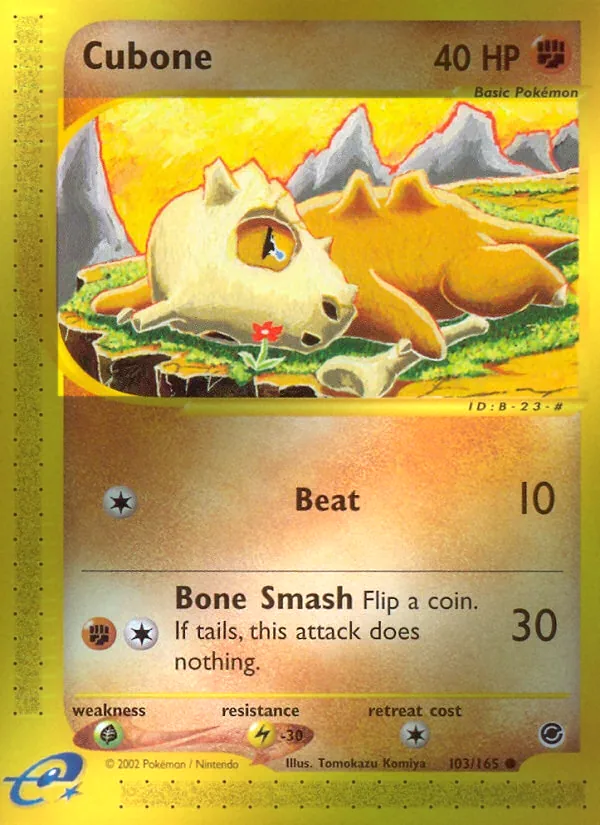 Cubone 40 HP
Basic Pokémon
ID:B-23-#
Beat 10
Bone Smash Flip a coin.
If tails, this attack does
nothing.
30
weakness resistance retreat cost
-30
© 2002 Pokémon / Nintendo Illus. Tomokazu Komiya 103/165
e